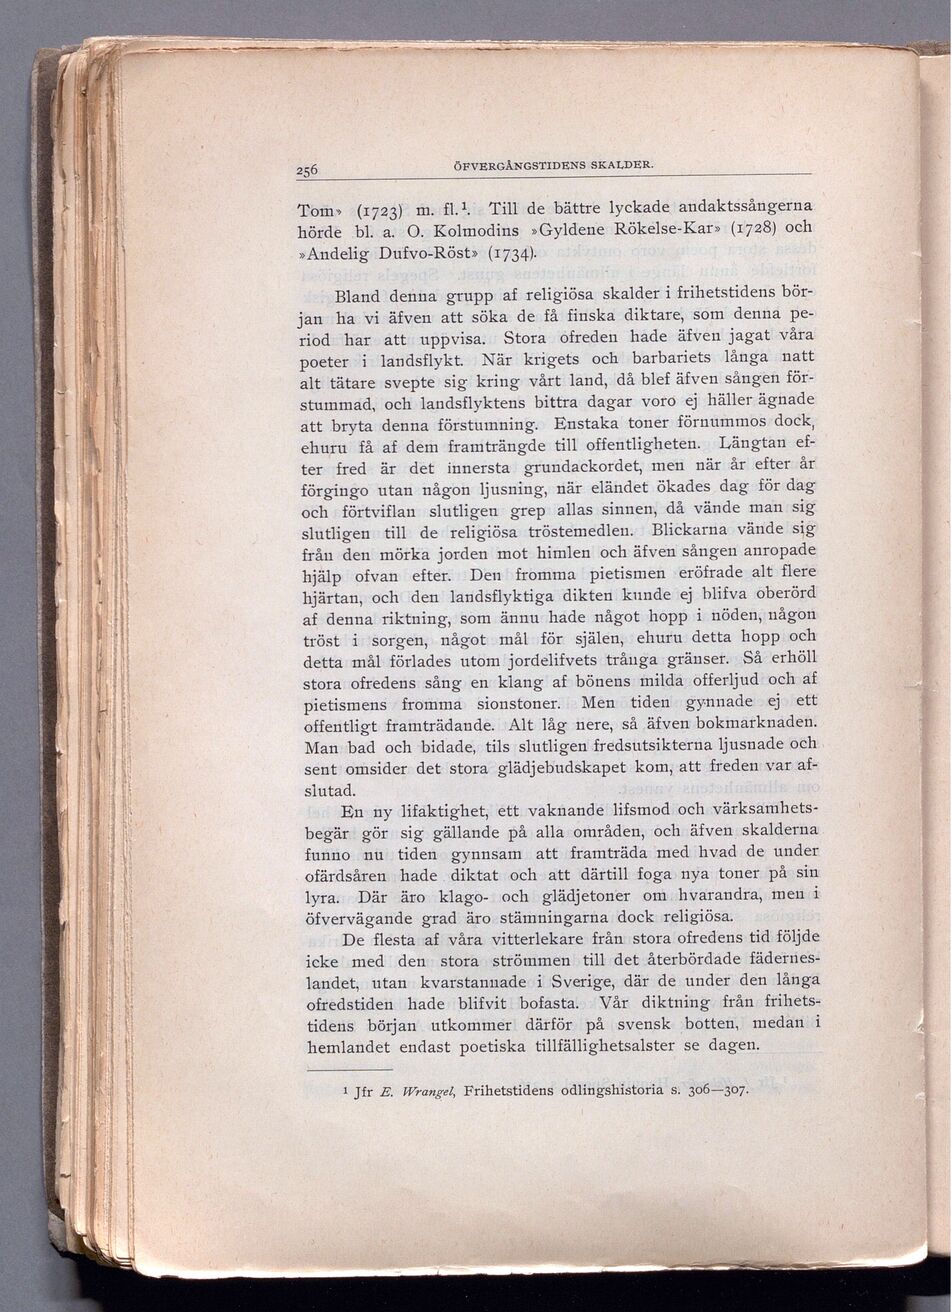 256
ÖFVERGÅNGSTIDENS SKALDER.
Tom» (1723) m. fl.¹. Till de bättre lyckade andaktssångerna
hörde bl. a. O. Kolmodins »Gyldene Rökelse-Kar» (1728) och
»Andelig Dufvo-Röst» (1734).
Bland denna grupp af religiösa skalder i frihetstidens bör-
jan ha vi äfven att söka de få finska diktare, som denna pe-
riod har att uppvisa. Stora ofreden hade äfven jagat våra
poeter i landsflykt. När krigets och barbariets långa natt
alt tätare svepte sig kring vårt land, då blef äfven sången för-
stummad, och landsflyktens bittra dagar voro ej häller ägnade
att bryta denna förstumning. Enstaka toner förnummos dock,
ehuru få af dem framträngde till offentligheten. Längtan ef-
ter fred är det innersta grundackordet, men när år efter år
förgingo utan någon ljusning, när eländet ökades dag för dag
och förtviflan slutligen grep allas sinnen, då vände man sig
slutligen till de religiösa tröstemedlen. Blickarna vände sig
från den mörka jorden mot himlen och äfven sången anropade
hjälp ofvan efter. Den fromma pietismen eröfrade alt flere
hjärtan, och den landsflyktiga dikten kunde ej blifva oberörd
af denna riktning, som ännu hade något hopp i nöden, någon
tröst i sorgen, något mål för själen, ehuru detta hopp och
detta mål förlades utom jordelifvets trånga gränser. Så erhöll
stora ofredens sång en klang af bönens milda offerljud och af
pietismens fromma sionstoner. Men tiden gynnade ej ett
offentligt framträdande. Alt låg nere, så äfven bokmarknaden.
Man bad och bidade, tils slutligen fredsutsikterna ljusnade och
sent omsider det stora glädjebudskapet kom, att freden var af-
slutad.
En ny lifaktighet, ett vaknande lifsmod och värksamhets-
begär gör sig gällande på alla områden, och äfven skalderna
funno nu tiden gynnsam att framträda med hvad de under
ofärdsåren hade diktat och att därtill foga nya toner på sin
lyra. Där äro klago- och glädjetoner om hvarandra, men i
öfvervägande grad äro stämningarna dock religiösa.
De flesta af våra vitterlekare från stora ofredens tid följde
icke med den stora strömmen till det återbördade fädernes-
landet, utan kvarstannade i Sverige, där de under den långa
ofredstiden hade blifvit bofasta. Vår diktning från frihets-
tidens början utkommer därför på svensk botten, medan i
hemlandet endast poetiska tillfällighetsalster se dagen.
¹ Jfr E. Wrangel, Frihetstidens odlingshistoria s. 306—307.